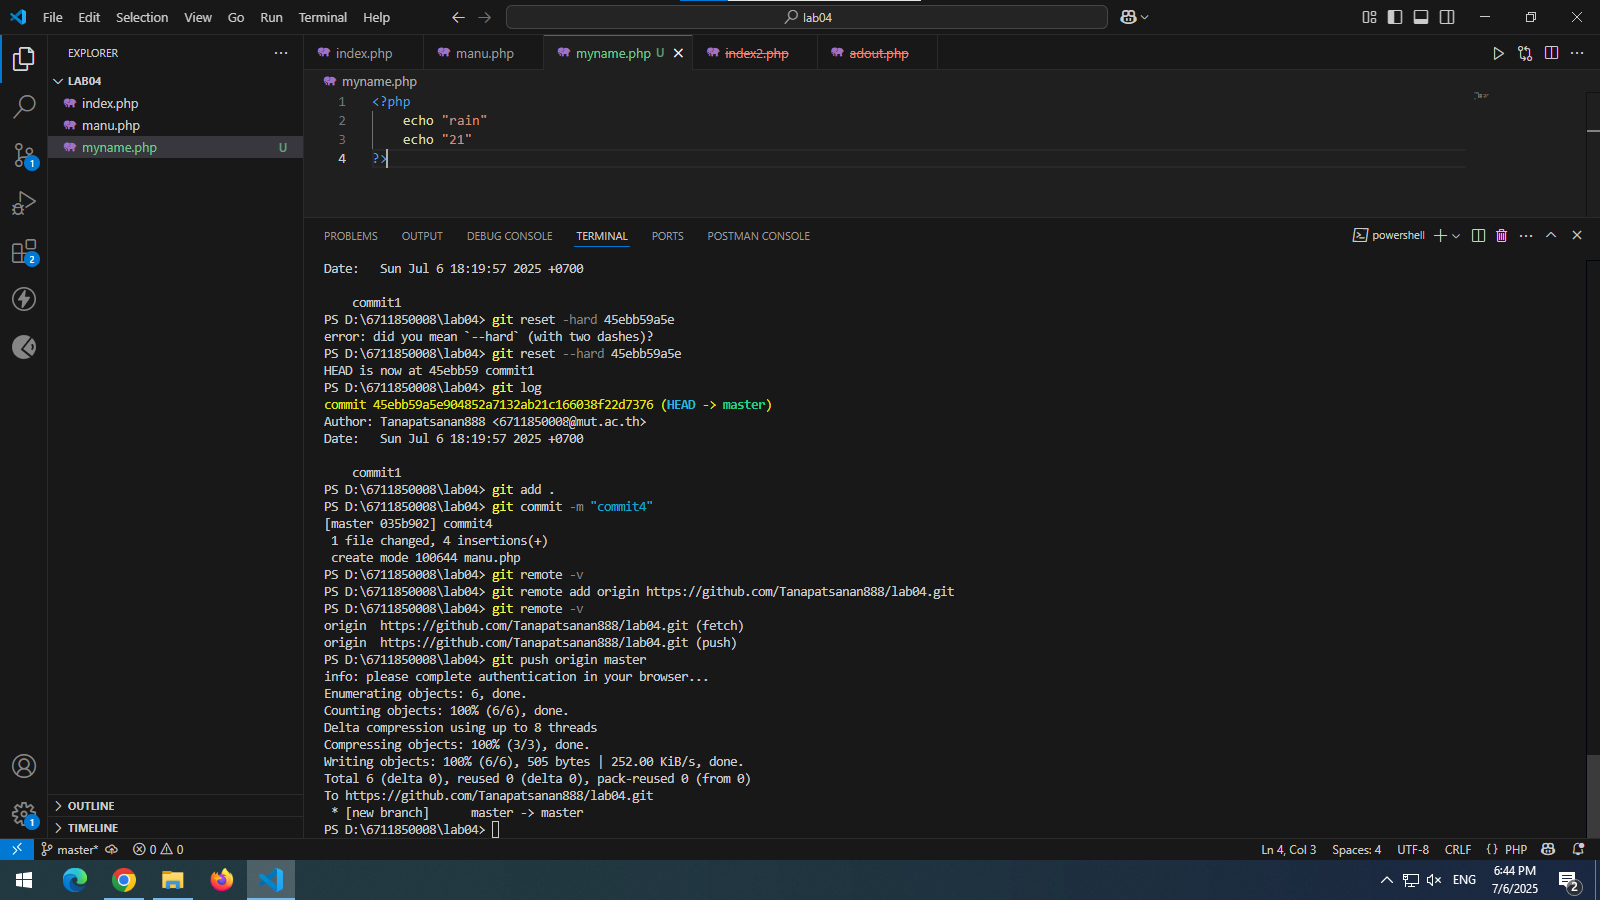 File Edit Selection View Go Run Terminal Help
lab04
EXPLORER
LAB04
index.php
manu.php
myname.php U
1
2
OUTLINE
TIMELINE
1
index.php manu.php myname.php U index2.php adout.php
myname.php
1 <?php
2 echo "rain"
3 echo "21"
4 ?>
PROBLEMS OUTPUT DEBUG CONSOLE TERMINAL PORTS POSTMAN CONSOLE
powershell
Date:   Sun Jul 6 18:19:57 2025 +0700
commit1
PS D:\6711850008\lab04> git reset -hard 45ebb59a5e
error: did you mean `--hard` (with two dashes)?
PS D:\6711850008\lab04> git reset --hard 45ebb59a5e
HEAD is now at 45ebb59 commit1
PS D:\6711850008\lab04> git log
commit 45ebb59a5e904852a7132ab21c166038f22d7376 (HEAD -> master)
Author: Tanapatsanan888 <6711850008@mut.ac.th>
Date:   Sun Jul 6 18:19:57 2025 +0700
commit1
PS D:\6711850008\lab04> git add .
PS D:\6711850008\lab04> git commit -m "commit4"
[master 035b902] commit4
1 file changed, 4 insertions(+)
create mode 100644 manu.php
PS D:\6711850008\lab04> git remote -v
PS D:\6711850008\lab04> git remote add origin https://github.com/Tanapatsanan888/lab04.git
PS D:\6711850008\lab04> git remote -v
origin  https://github.com/Tanapatsanan888/lab04.git (fetch)
origin  https://github.com/Tanapatsanan888/lab04.git (push)
PS D:\6711850008\lab04> git push origin master
info: please complete authentication in your browser...
Enumerating objects: 6, done.
Counting objects: 100% (6/6), done.
Delta compression using up to 8 threads
Compressing objects: 100% (3/3), done.
Writing objects: 100% (6/6), 505 bytes | 252.00 KiB/s, done.
Total 6 (delta 0), reused 0 (delta 0), pack-reused 0 (from 0)
To https://github.com/Tanapatsanan888/lab04.git
* [new branch]      master -> master
PS D:\6711850008\lab04>
master* 0 0 Ln 4, Col 3 Spaces: 4 UTF-8 CRLF {} PHP
ENG 6:44 PM
7/6/2025 2